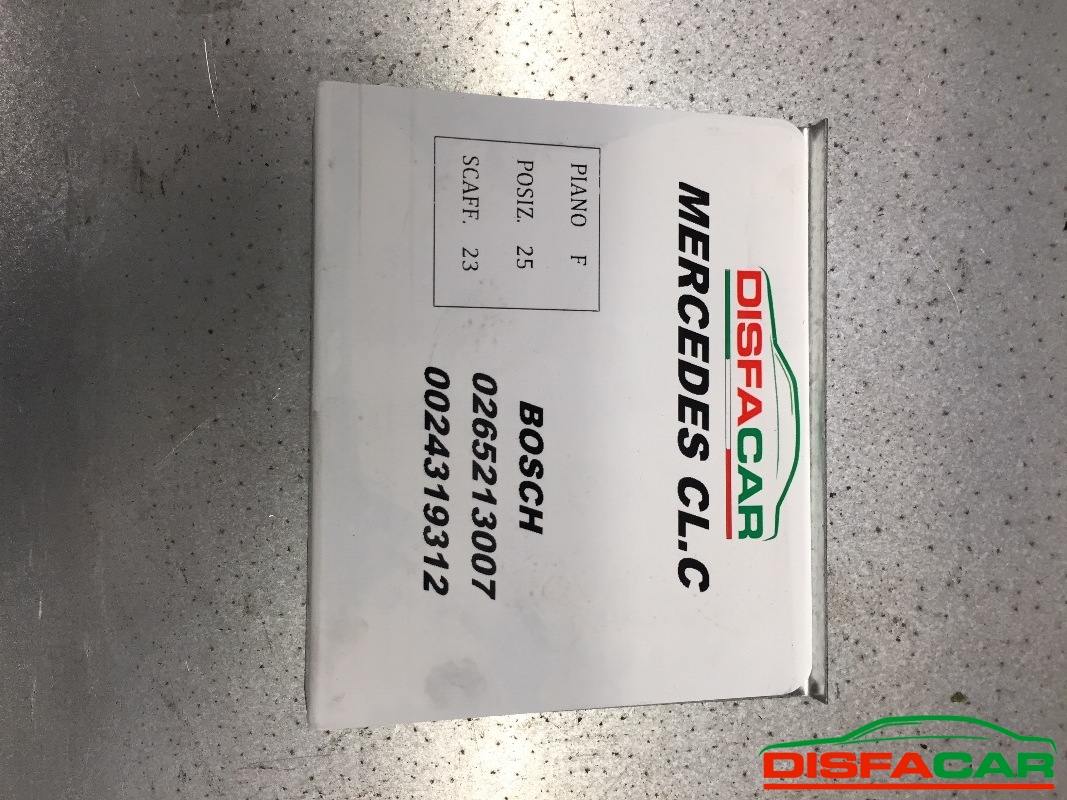 DISFACAR
MERCEDES CL.C
PIANO F
POSIZ. 25
SCAFF. 23
BOSCH
0265213007
0024319312
DISFACAR